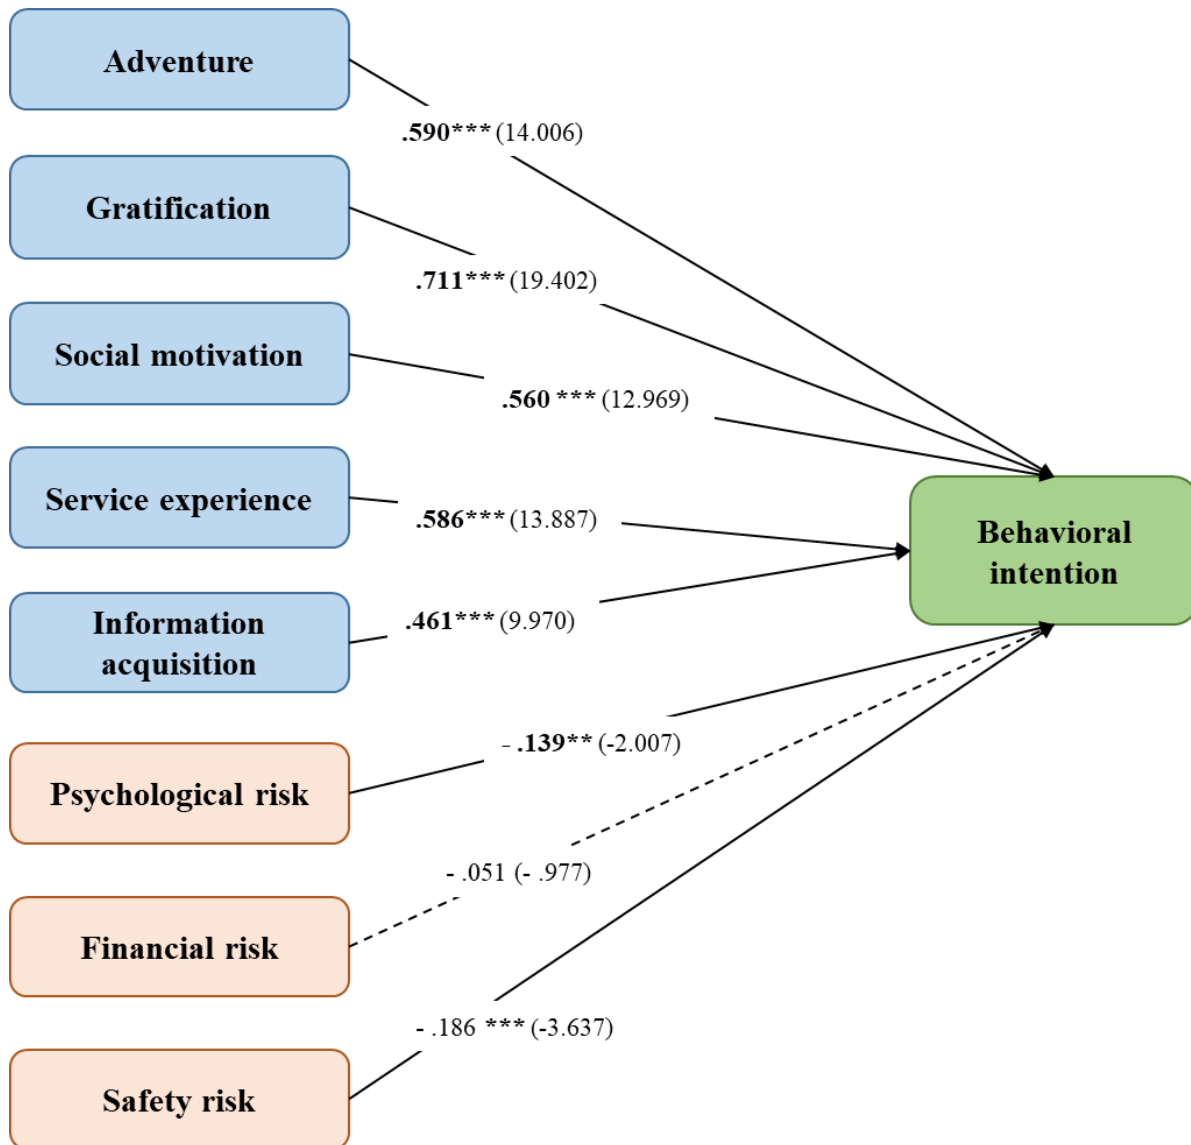 Adventure
.590*** (14.006)
Gratification
.711*** (19.402)
Social motivation
.560 *** (12.969)
Service experience
.586*** (13.887)
Behavioral
intention
Information
acquisition
.461*** (9.970)
Psychological risk
- .139** (-2.007)
Financial risk
- .051 (- .977)
Safety risk
- .186 *** (-3.637)